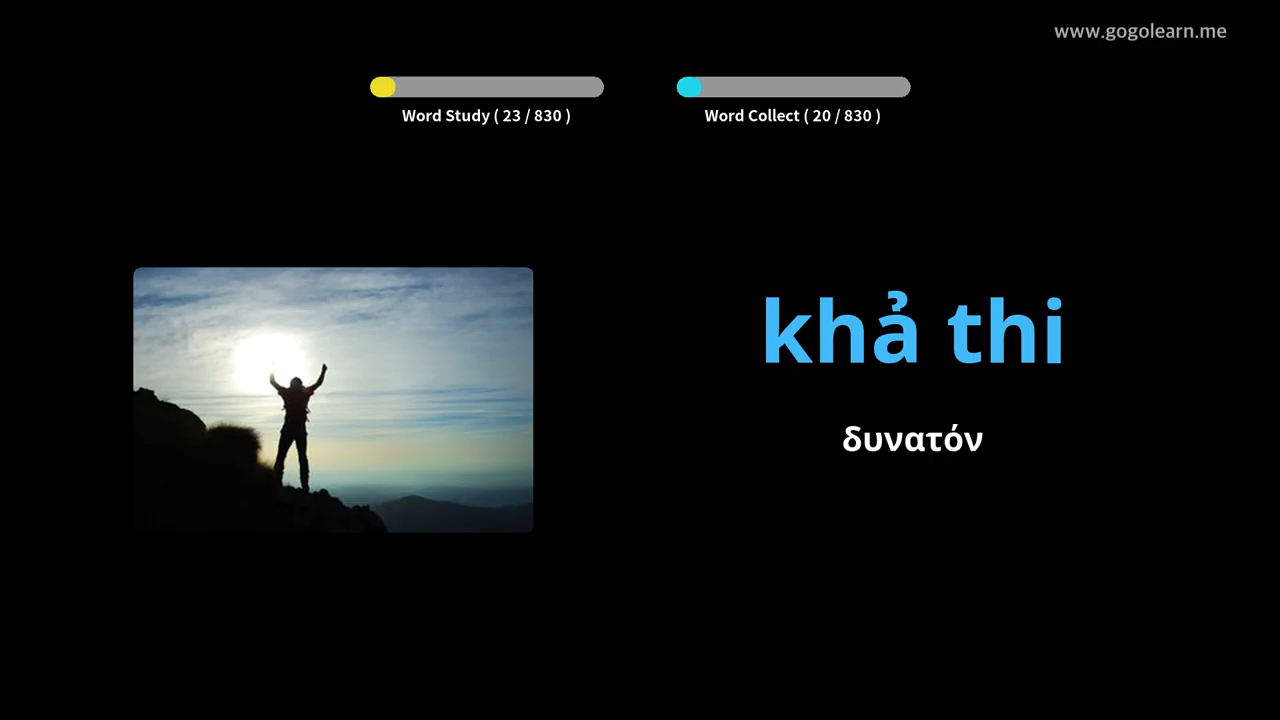 www.gogolearn.me
Word Study ( 23 / 830 )
Word Collect ( 20 / 830 )
khả thi
δυνατόν